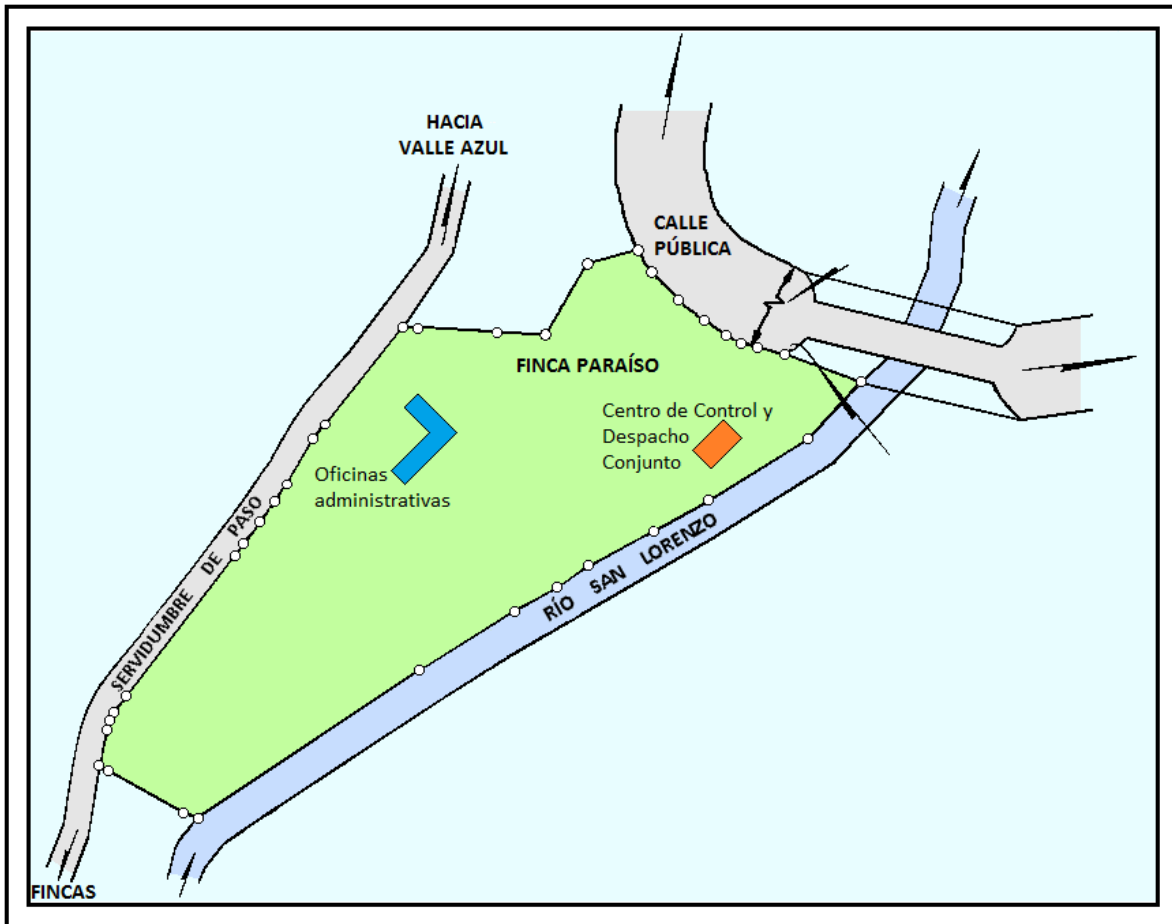 HACIA
VALLE AZUL
CALLE
PÚBLICA
FINCA PARAÍSO
Centro de Control y
Despacho
Conjunto
Oficinas
administrativas
SERVIDUMBRE DE PASO
RÍO SAN LORENZO
FINCAS